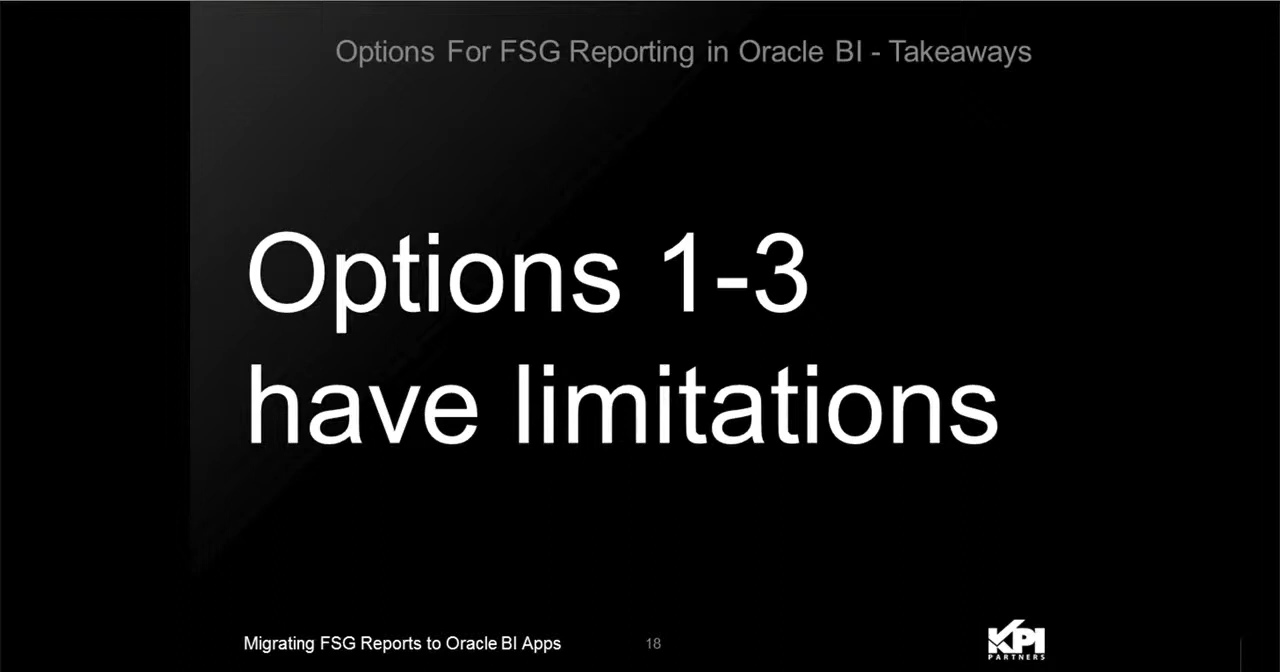 Options For FSG Reporting in Oracle BI - Takeaways
Options 1-3
have limitations
Migrating FSG Reports to Oracle BI Apps
18
KPI
PARTNERS